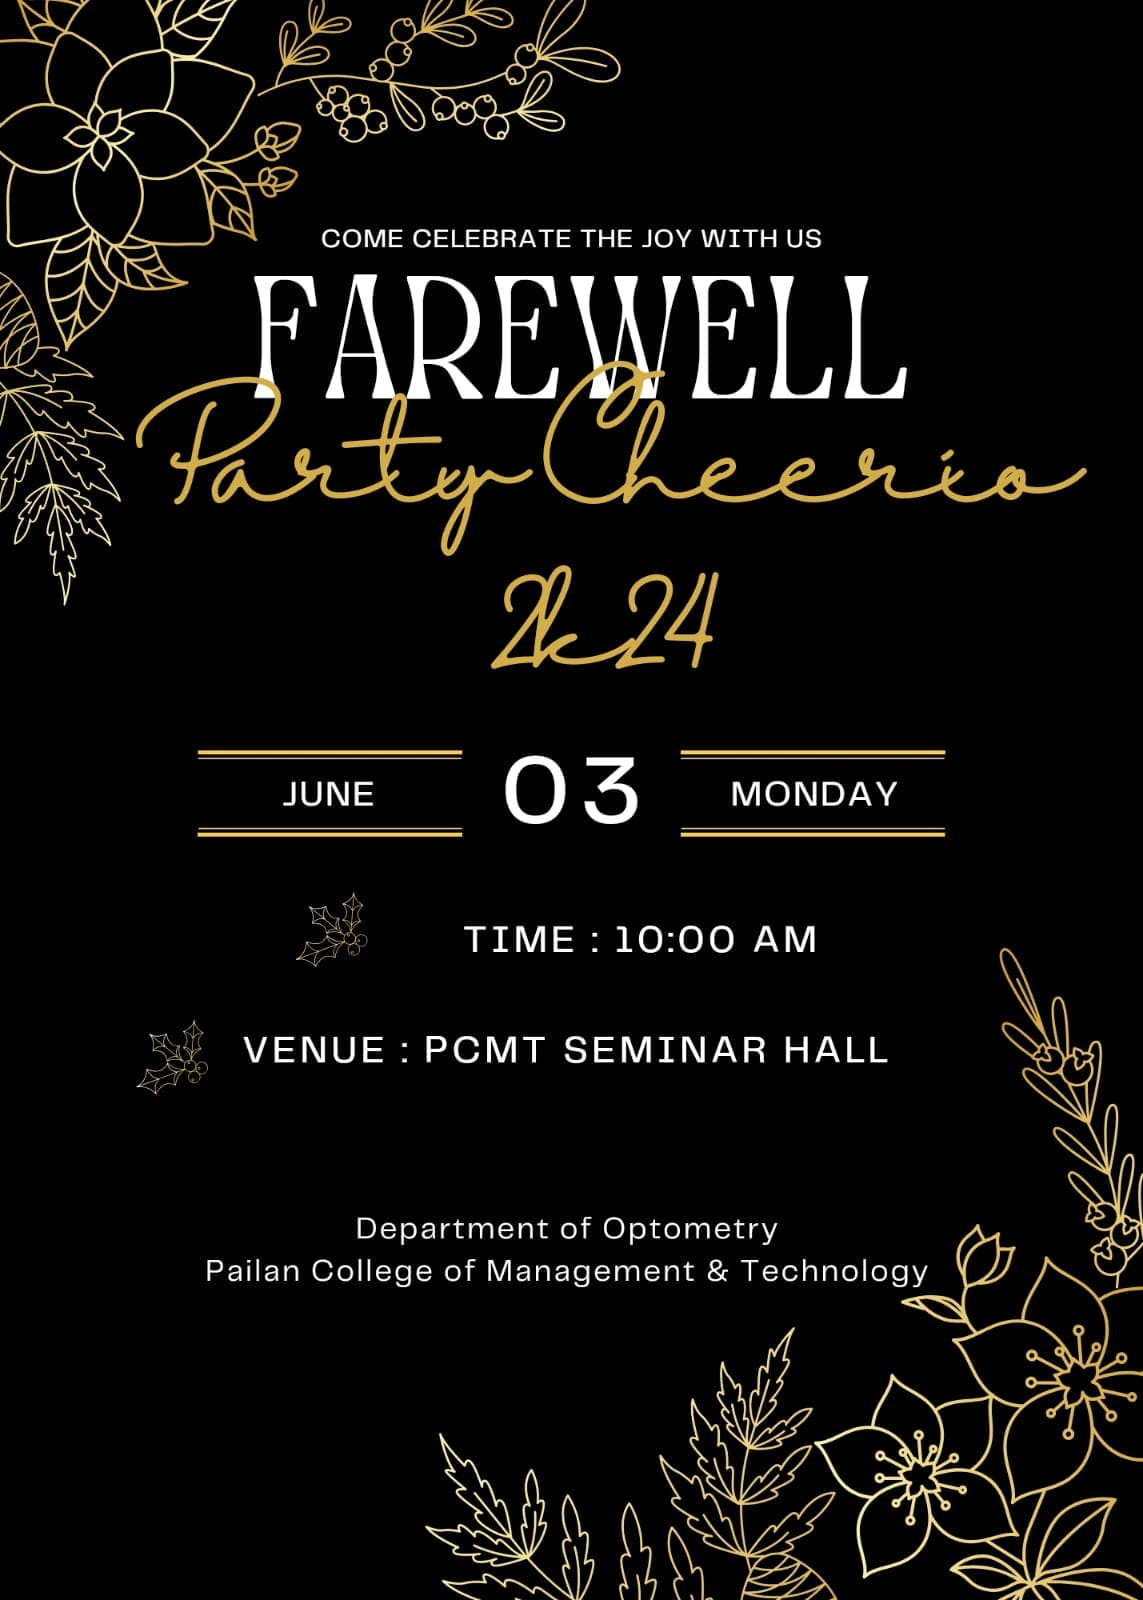 COME CELEBRATE THE JOY WITH US
FAREWELL
Party Cheerio
2k24
JUNE 03 MONDAY
TIME : 10:00 AM
VENUE : PCMT SEMINAR HALL
Department of Optometry
Pailan College of Management & Technology